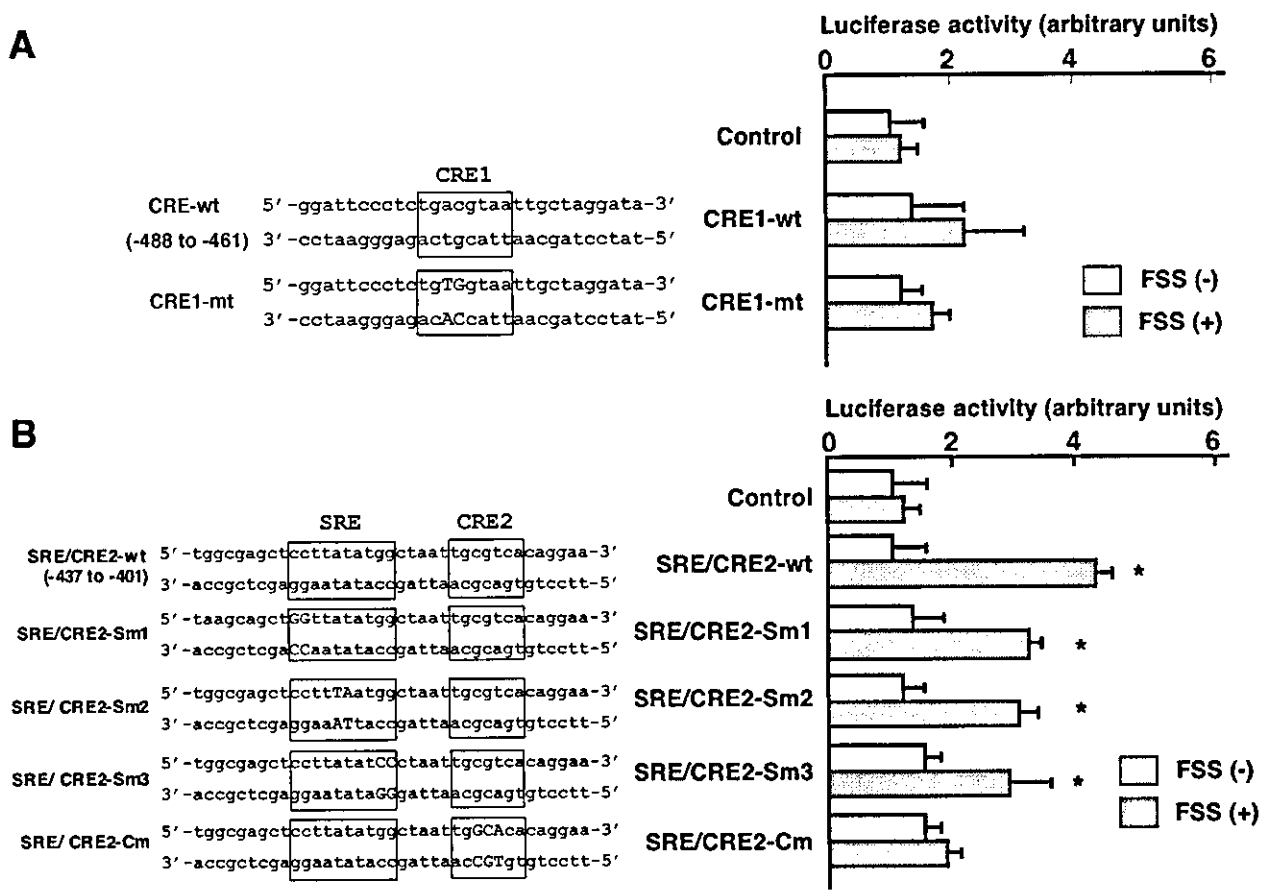 A
Luciferase activity (arbitrary units)
0 2 4 6
Control
CRE1
CRE-wt 5'-ggattccctctgacgtaattgctaggata-3'
(-488 to -461) 3'-cctaagggagactgcattaacgatcctat-5'
CRE1-wt
CRE1-mt 5'-ggattccctctgTGgtaattgctaggata-3'
3'-cctaagggagacACcattaacgatcctat-5'
CRE1-mt
FSS (-)
FSS (+)
B
Luciferase activity (arbitrary units)
0 2 4 6
Control
SRE CRE2
SRE/CRE2-wt 5'-tggcgagctccttatatggctaattgcgtcacaggaa-3'
(-437 to -401) 3'-accgctcgaggaatataccgattaacgcagtgtcctt-5'
SRE/CRE2-wt *
SRE/CRE2-Sm1 5'-taagcagctGGttatatggctaattgcgtcacaggaa-3'
3'-accgctcgaCCaatataccgattaacgcagtgtcctt-5'
SRE/CRE2-Sm1 *
SRE/ CRE2-Sm2 5'-tggcgagctccttTAatggctaattgcgtcacaggaa-3'
3'-accgctcgaggaaATtaccgattaacgcagtgtcctt-5'
SRE/CRE2-Sm2 *
SRE/ CRE2-Sm3 5'-tggcgagctccttatatCCctaattgcgtcacaggaa-3'
3'-accgctcgaggaatataGGgattaacgcagtgtcctt-5'
SRE/CRE2-Sm3 *
SRE/ CRE2-Cm 5'-tggcgagctccttatatggctaattgGCAcacaggaa-3'
3'-accgctcgaggaatataccgattaacCGTgtgtcctt-5'
SRE/CRE2-Cm
FSS (-)
FSS (+)